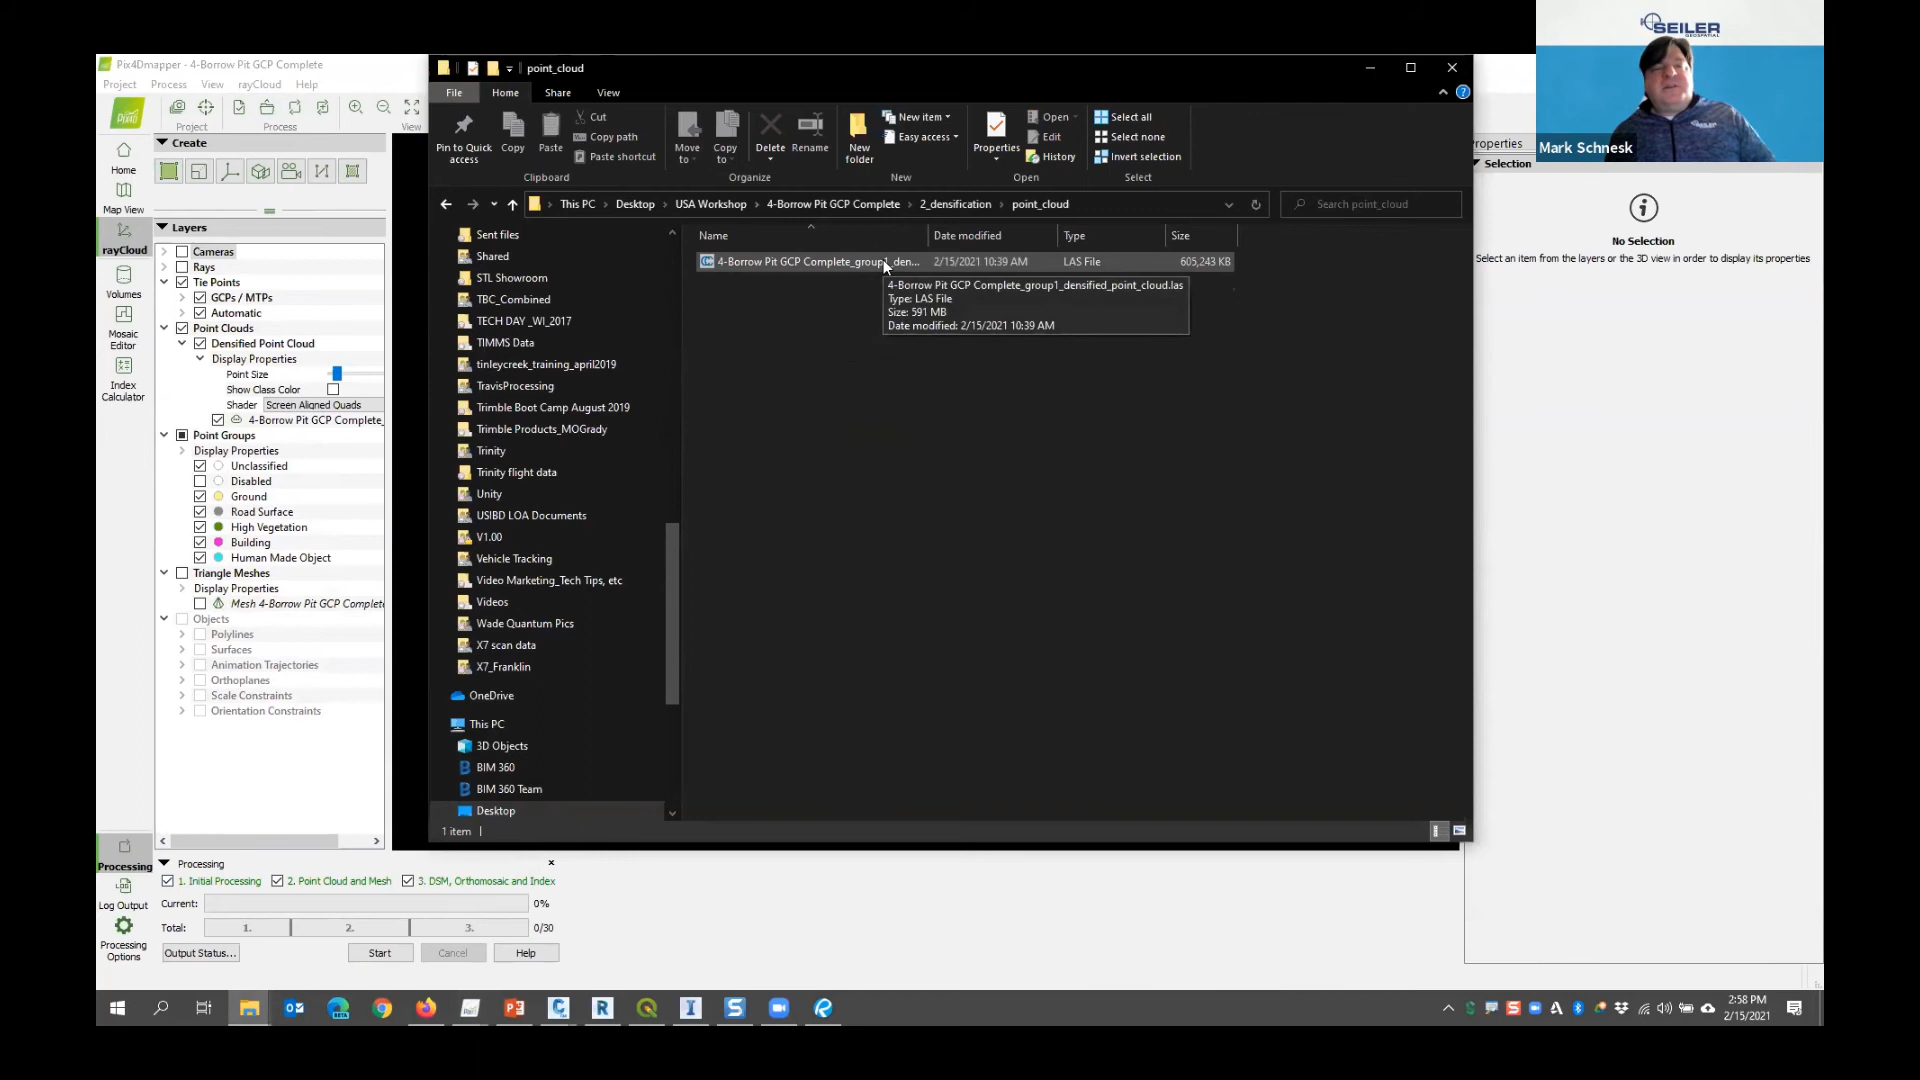 Pix4Dmapper - 4-Borrow Pit GCP Complete
Project Process View rayCloud Help
Project Process View
Create
Home
Map View
rayCloud
Volumes
Mosaic
Editor
Index
Calculator
Layers
Cameras
Rays
Tie Points
GCPs / MTPs
Automatic
Point Clouds
Densified Point Cloud
Display Properties
Point Size
Show Class Color
Shader Screen Aligned Quads
4-Borrow Pit GCP Complete_
Point Groups
Display Properties
Unclassified
Disabled
Ground
Road Surface
High Vegetation
Building
Human Made Object
Triangle Meshes
Display Properties
Mesh 4-Borrow Pit GCP Complete
Objects
Polylines
Surfaces
Animation Trajectories
Orthoplanes
Scale Constraints
Orientation Constraints
point_cloud
File Home Share View
Pin to Quick
access
Copy
Paste
Cut
Copy path
Paste shortcut
Clipboard
Move
to
Copy
to
Delete
Rename
Organize
New
folder
New item
Easy access
New
Properties
Open
Edit
History
Open
Select all
Select none
Invert selection
Select
This PC > Desktop > USA Workshop > 4-Borrow Pit GCP Complete > 2_densification > point_cloud
Search point_cloud
Sent files
Shared
STL Showroom
TBC_Combined
TECH DAY _WI_2017
TIMMS Data
tinleycreek_training_april2019
TravisProcessing
Trimble Boot Camp August 2019
Trimble Products_MOGrady
Trinity
Trinity flight data
Unity
USIBD LOA Documents
V1.00
Vehicle Tracking
Video Marketing_Tech Tips, etc
Videos
Wade Quantum Pics
X7 scan data
X7_Franklin
OneDrive
This PC
3D Objects
BIM 360
BIM 360 Team
Desktop
Name Date modified Type Size
4-Borrow Pit GCP Complete_group1_den... 2/15/2021 10:39 AM LAS File 605,243 KB
4-Borrow Pit GCP Complete_group1_densified_point_cloud.las
Type: LAS File
Size: 591 MB
Date modified: 2/15/2021 10:39 AM
1 item
SEILER
GEOSPATIAL
SEILER
Mark Schnesk
roperties
Selection
No Selection
Select an item from the layers or the 3D view in order to display its properties
Processing
Log Output
Processing
Options
Processing
1. Initial Processing 2. Point Cloud and Mesh 3. DSM, Orthomosaic and Index
Current: 0%
Total: 1. 2. 3. 0/30
Output Status... Start Cancel Help
2:58 PM
2/15/2021